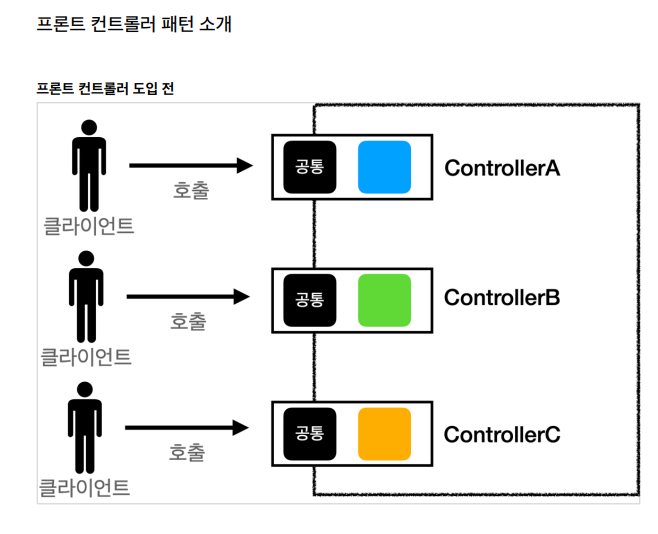 프론트 컨트롤러 패턴 소개
프론트 컨트롤러 도입 전
공통
ControllerA
호출
클라이언트
공통
ControllerB
호출
클라이언트
공통
ControllerC
호출
클라이언트